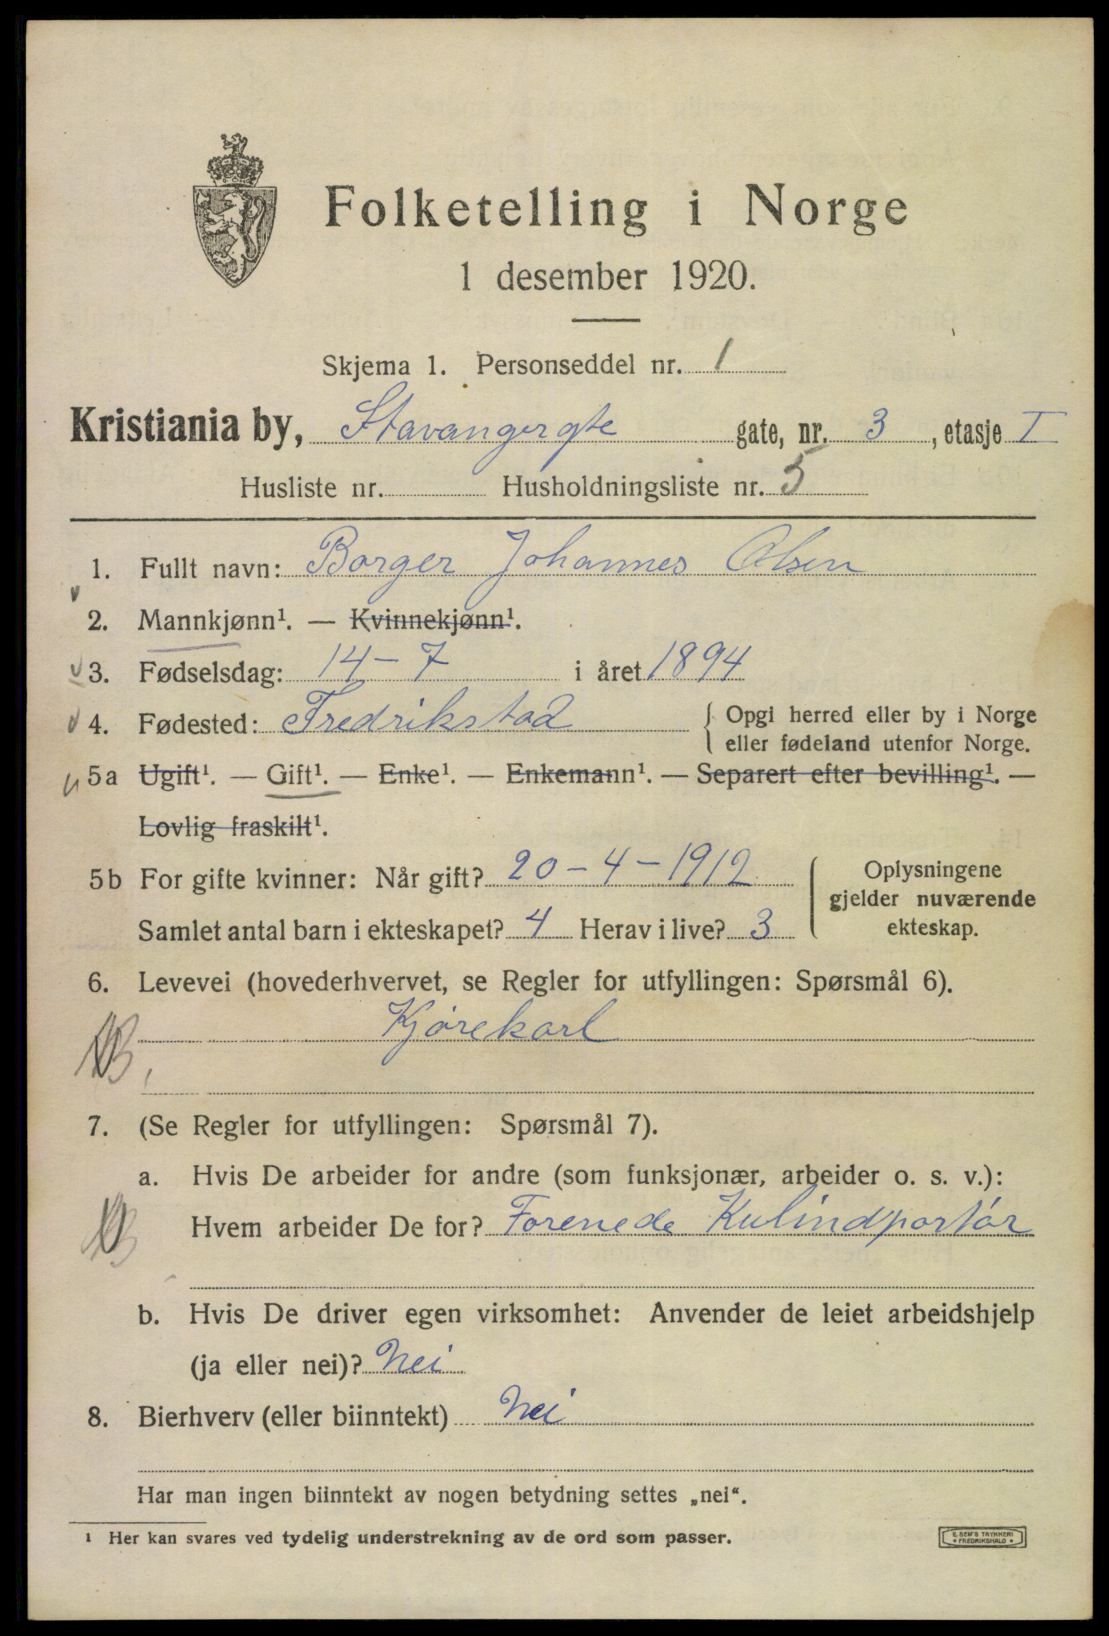 Folketelling i Norge
1 desember 1920.
Skjema 1. Personseddel nr. 1
Kristiania by, Stavangergte gate, nr. 3, etasje I
Husliste nr. Husholdningsliste nr. 5
1. Fullt navn: Borger Johannes Olsen
2. Mannkjønn¹. — Kvinnekjønn¹.
3. Fødselsdag: 14-7 i året 1894
4. Fødested: Fredrikstad { Opgi herred eller by i Norge
eller fødeland utenfor Norge.
5a Ugift¹. — Gift¹. — Enke¹. — Enkemann¹. — Separert efter bevilling¹. —
Lovlig fraskilt¹.
5b For gifte kvinner: Når gift? 20-4-1912
Samlet antal barn i ekteskapet? 4 Herav i live? 3
{ Oplysningene
gjelder nuværende
ekteskap.
6. Levevei (hovederhvervet, se Regler for utfyllingen: Spørsmål 6).
Kjørekarl
7. (Se Regler for utfyllingen: Spørsmål 7).
a. Hvis De arbeider for andre (som funksjonær, arbeider o. s. v.):
Hvem arbeider De for? Forenede Kulindportør
b. Hvis De driver egen virksomhet: Anvender de leiet arbeidshjelp
(ja eller nei)? Nei
8. Bierhverv (eller biinntekt) Nei
Har man ingen biinntekt av nogen betydning settes „nei“.
¹ Her kan svares ved tydelig understrekning av de ord som passer.
E. SEM'S TRYKKERI
* FREDRIKSHALD *